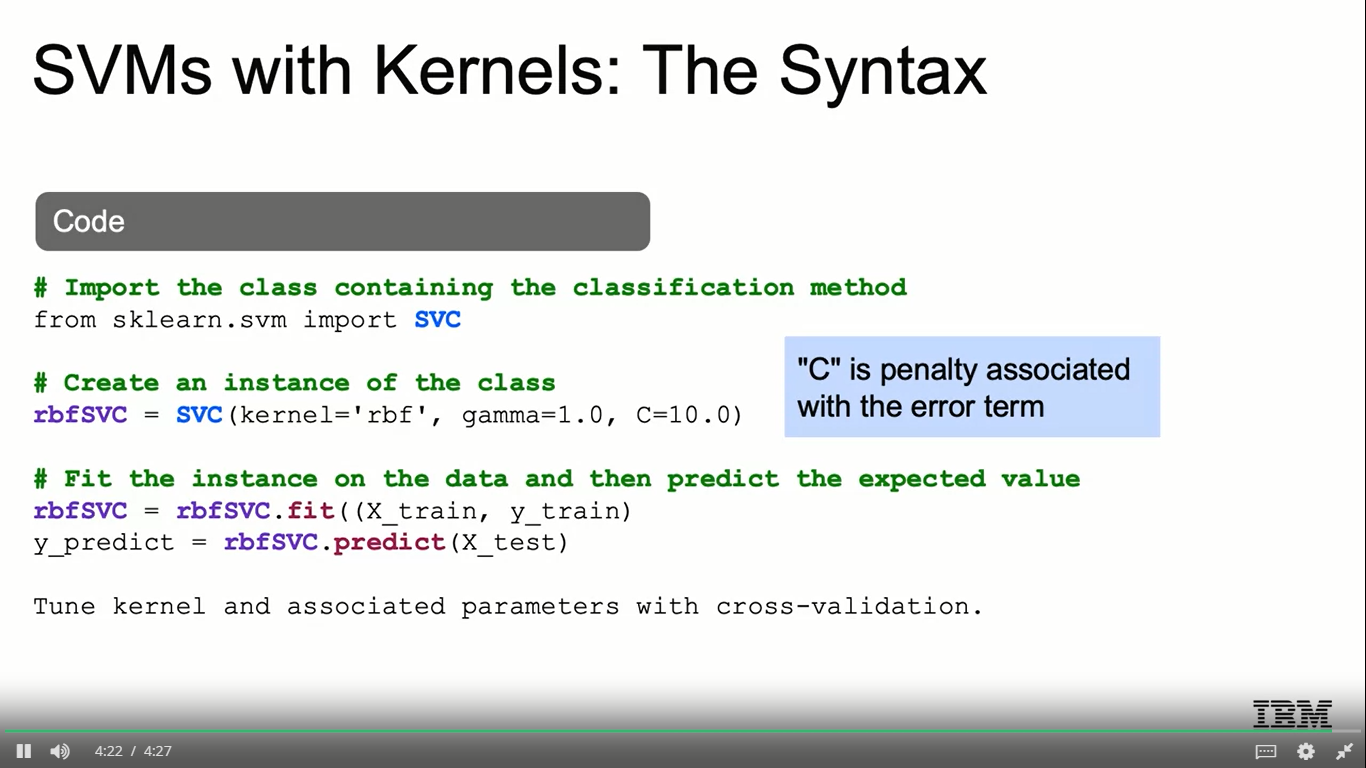 SVMs with Kernels: The Syntax
Code
# Import the class containing the classification method
from sklearn.svm import SVC
# Create an instance of the class
rbfSVC = SVC(kernel='rbf', gamma=1.0, C=10.0)
"C" is penalty associated
with the error term
# Fit the instance on the data and then predict the expected value
rbfSVC = rbfSVC.fit((X_train, y_train)
y_predict = rbfSVC.predict(X_test)
Tune kernel and associated parameters with cross-validation.
IBM
4:22 / 4:27